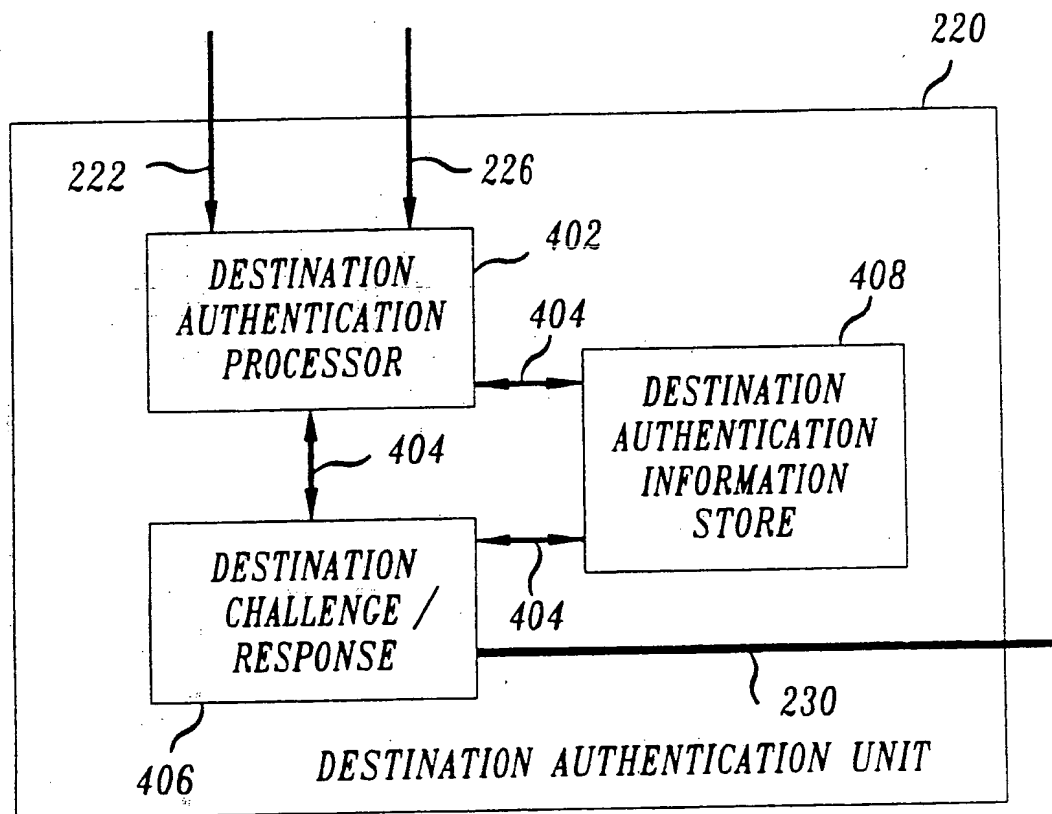 220
222
226
DESTINATION
AUTHENTICATION
PROCESSOR
402
408
404
DESTINATION
AUTHENTICATION
INFORMATION
STORE
404
DESTINATION
CHALLENGE /
RESPONSE
404
230
406
DESTINATION AUTHENTICATION UNIT